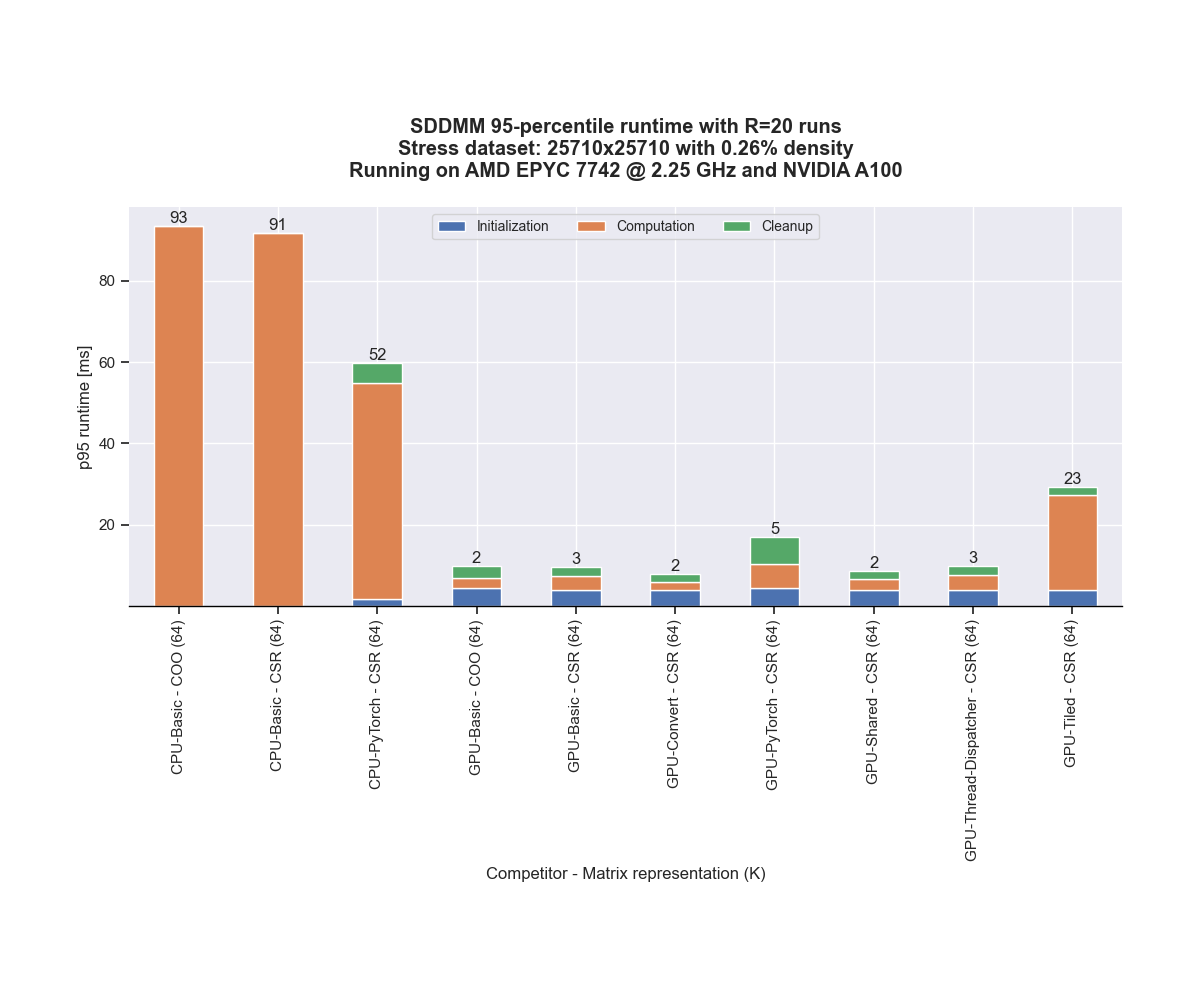 SDDMM 95-percentile runtime with R=20 runs
Stress dataset: 25710x25710 with 0.26% density
Running on AMD EPYC 7742 @ 2.25 GHz and NVIDIA A100
Initialization
Computation
Cleanup
93
91
52
2
3
2
5
2
3
23
80
60
40
20
p95 runtime [ms]
CPU-Basic - COO (64)
CPU-Basic - CSR (64)
CPU-PyTorch - CSR (64)
GPU-Basic - COO (64)
GPU-Basic - CSR (64)
GPU-Convert - CSR (64)
GPU-PyTorch - CSR (64)
GPU-Shared - CSR (64)
GPU-Thread-Dispatcher - CSR (64)
GPU-Tiled - CSR (64)
Competitor - Matrix representation (K)